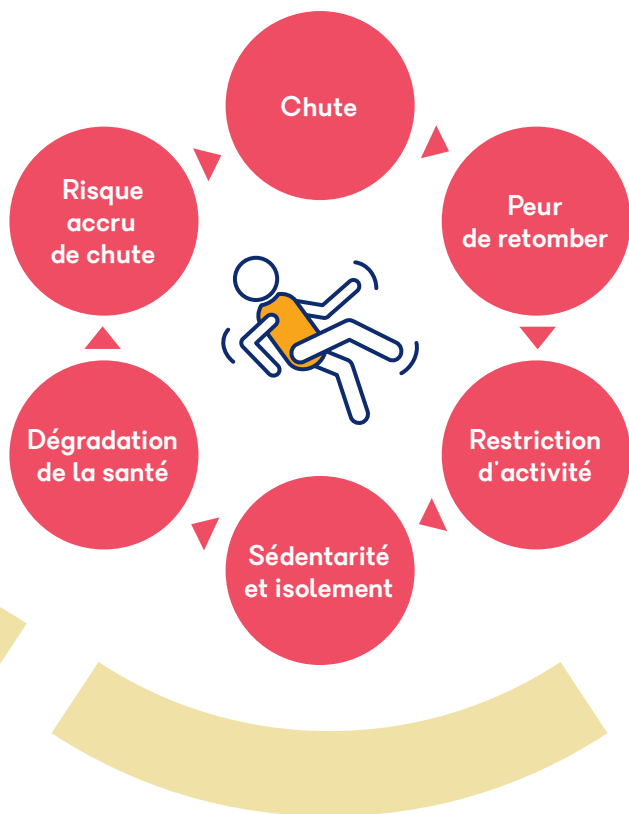 Chute
Peur
de retomber
Restriction
d'activité
Sédentarité
et isolement
Dégradation
de la santé
Risque
accru
de chute